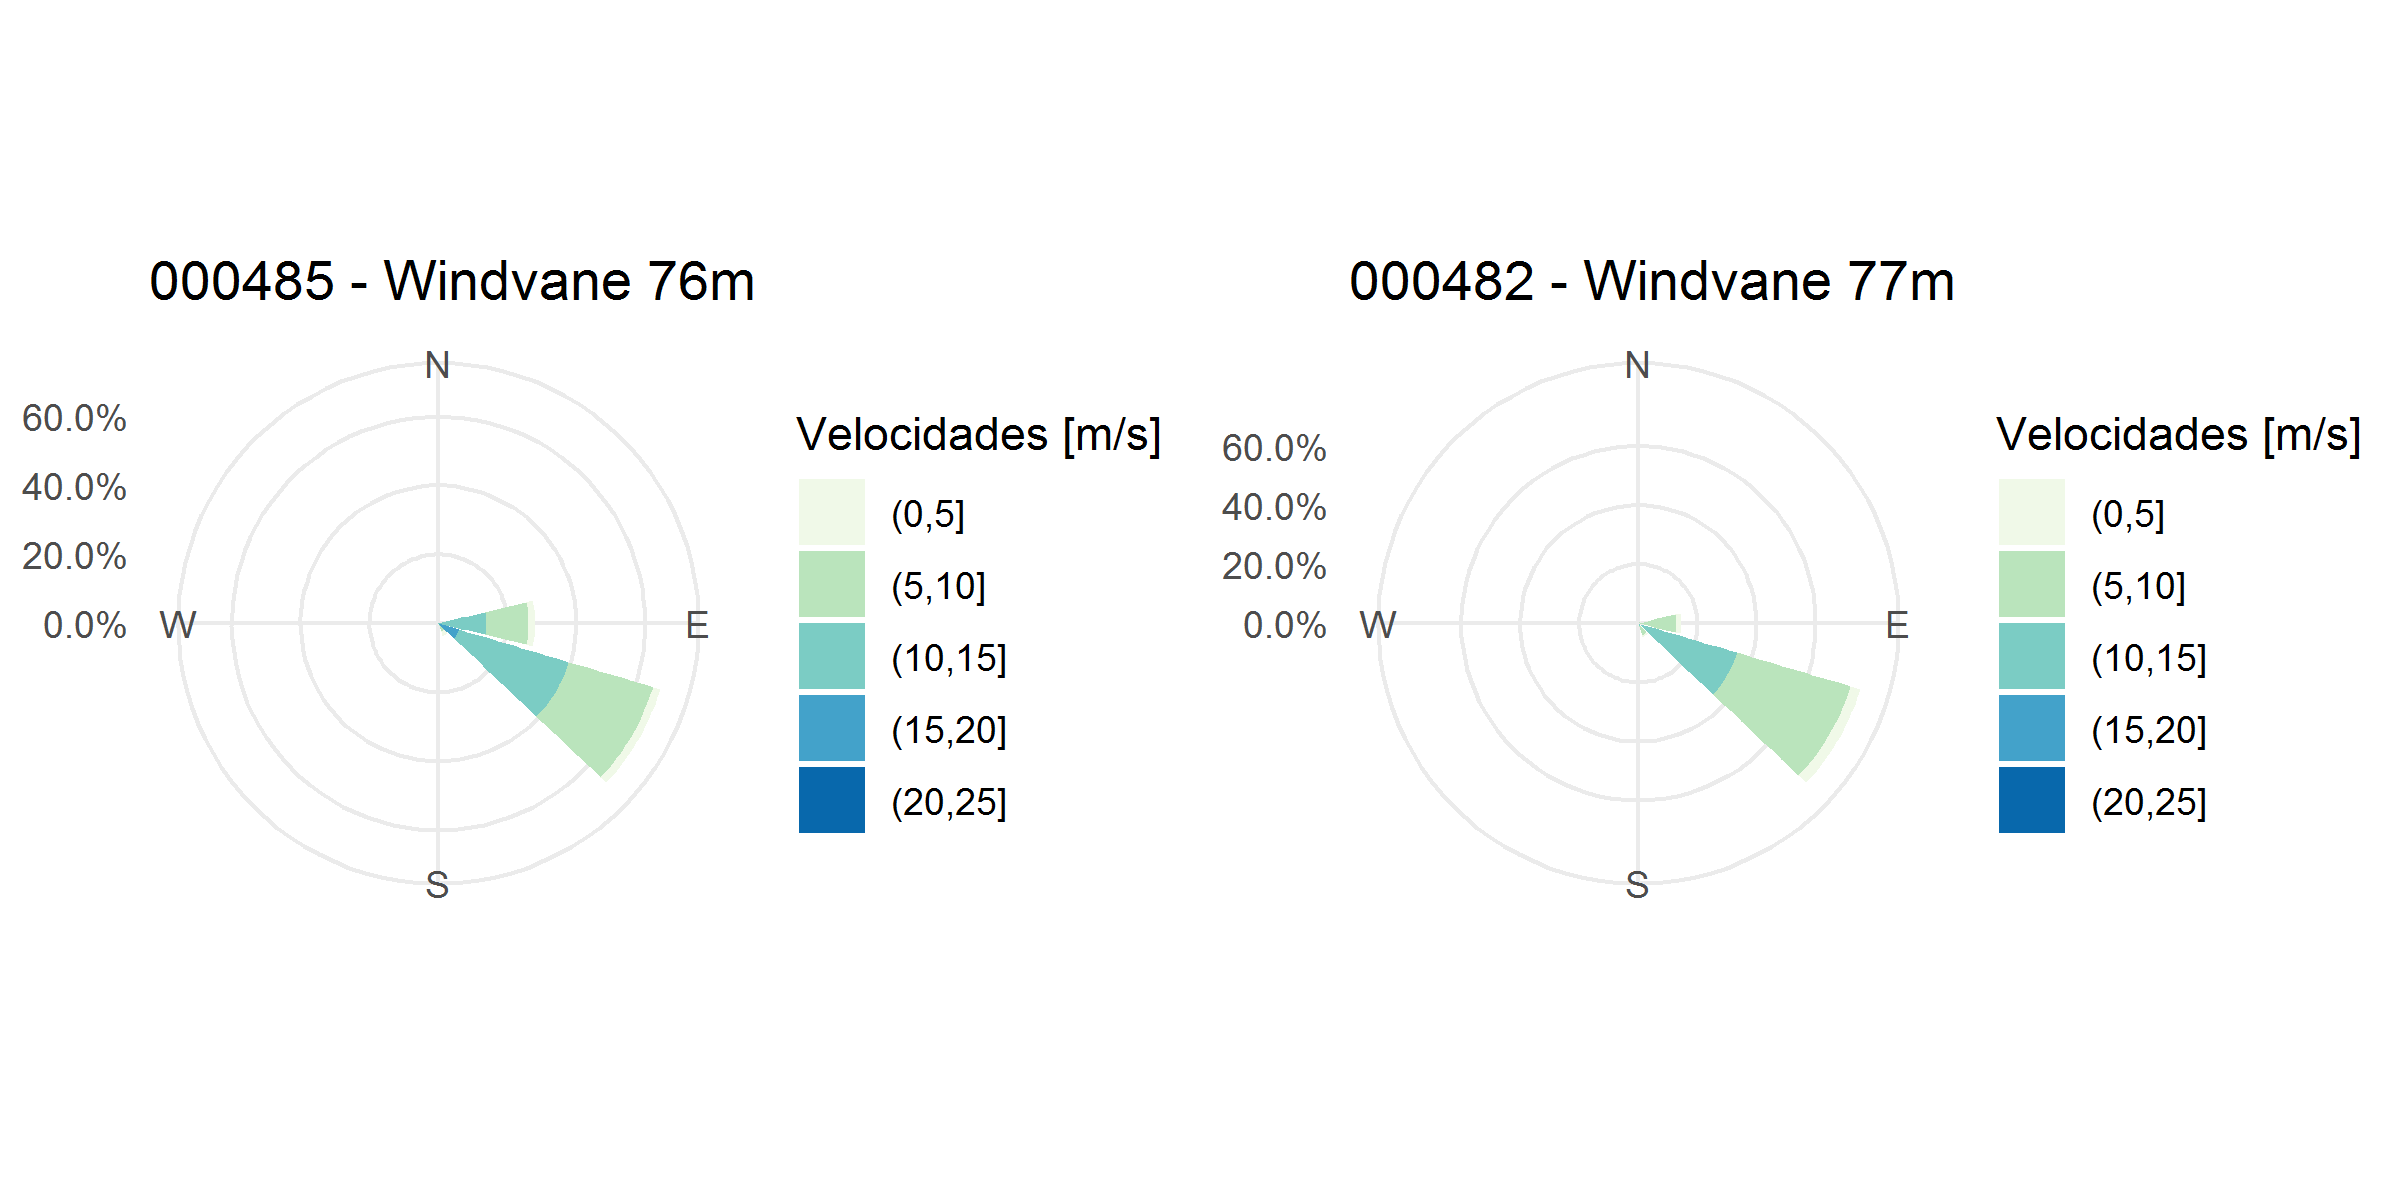 000485 - Windvane 76m
N
60.0%
40.0%
20.0%
0.0%
W
E
S
Velocidades [m/s]
(0,5]
(5,10]
(10,15]
(15,20]
(20,25]
000482 - Windvane 77m
N
60.0%
40.0%
20.0%
0.0%
W
E
S
Velocidades [m/s]
(0,5]
(5,10]
(10,15]
(15,20]
(20,25]